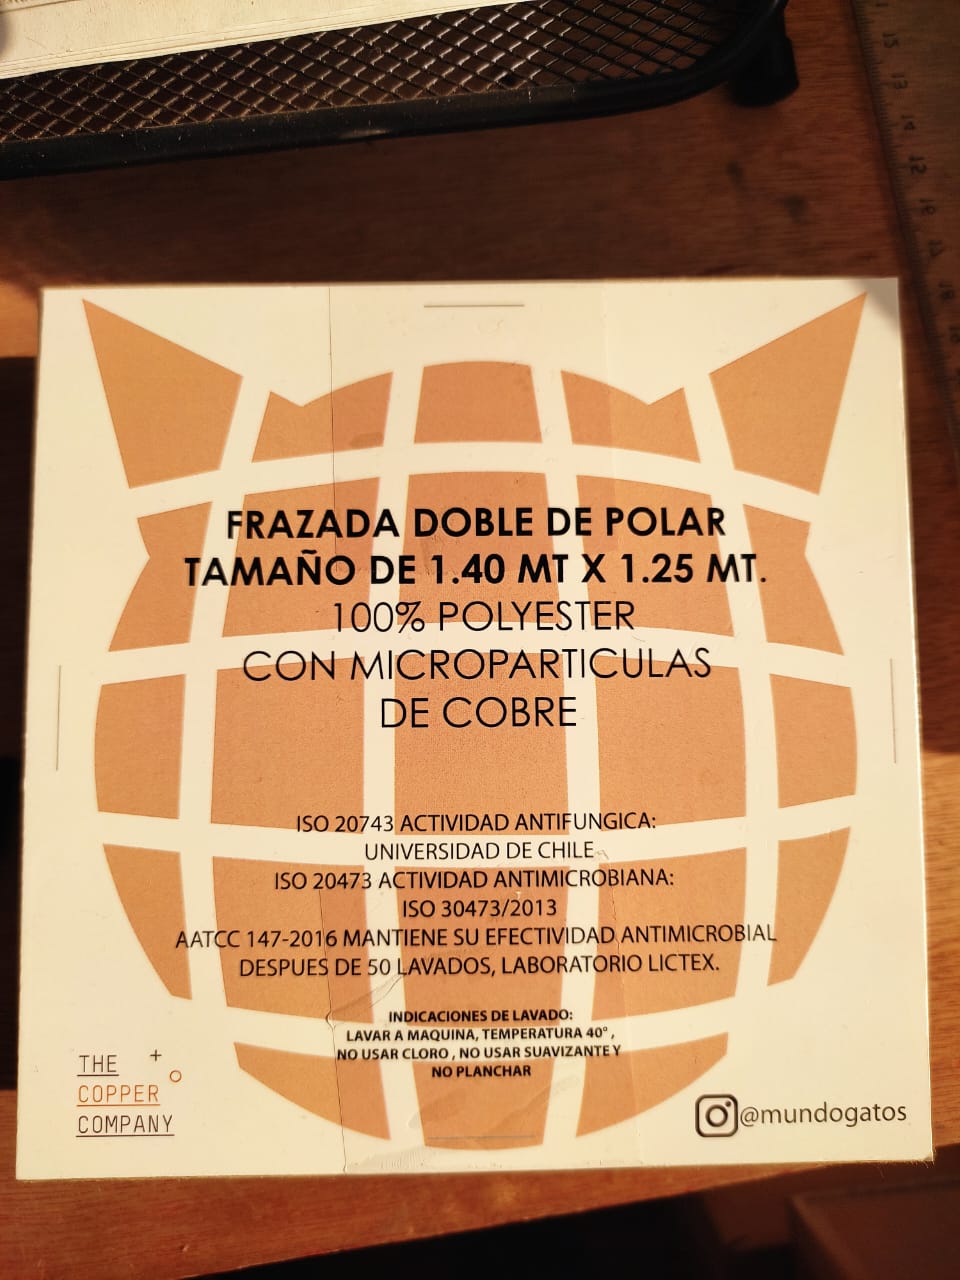 FRAZADA DOBLE DE POLAR
TAMAÑO DE 1.40 MT X 1.25 MT.
100% POLYESTER
CON MICROPARTICULAS
DE COBRE
ISO 20743 ACTIVIDAD ANTIFUNGICA:
UNIVERSIDAD DE CHILE
ISO 20473 ACTIVIDAD ANTIMICROBIANA:
ISO 30473/2013
AATCC 147-2016 MANTIENE SU EFECTIVIDAD ANTIMICROBIAL
DESPUES DE 50 LAVADOS, LABORATORIO LICTEX.
INDICACIONES DE LAVADO:
LAVAR A MAQUINA, TEMPERATURA 40° ,
NO USAR CLORO , NO USAR SUAVIZANTE Y
NO PLANCHAR
THE
COPPER
COMPANY
@mundogatos